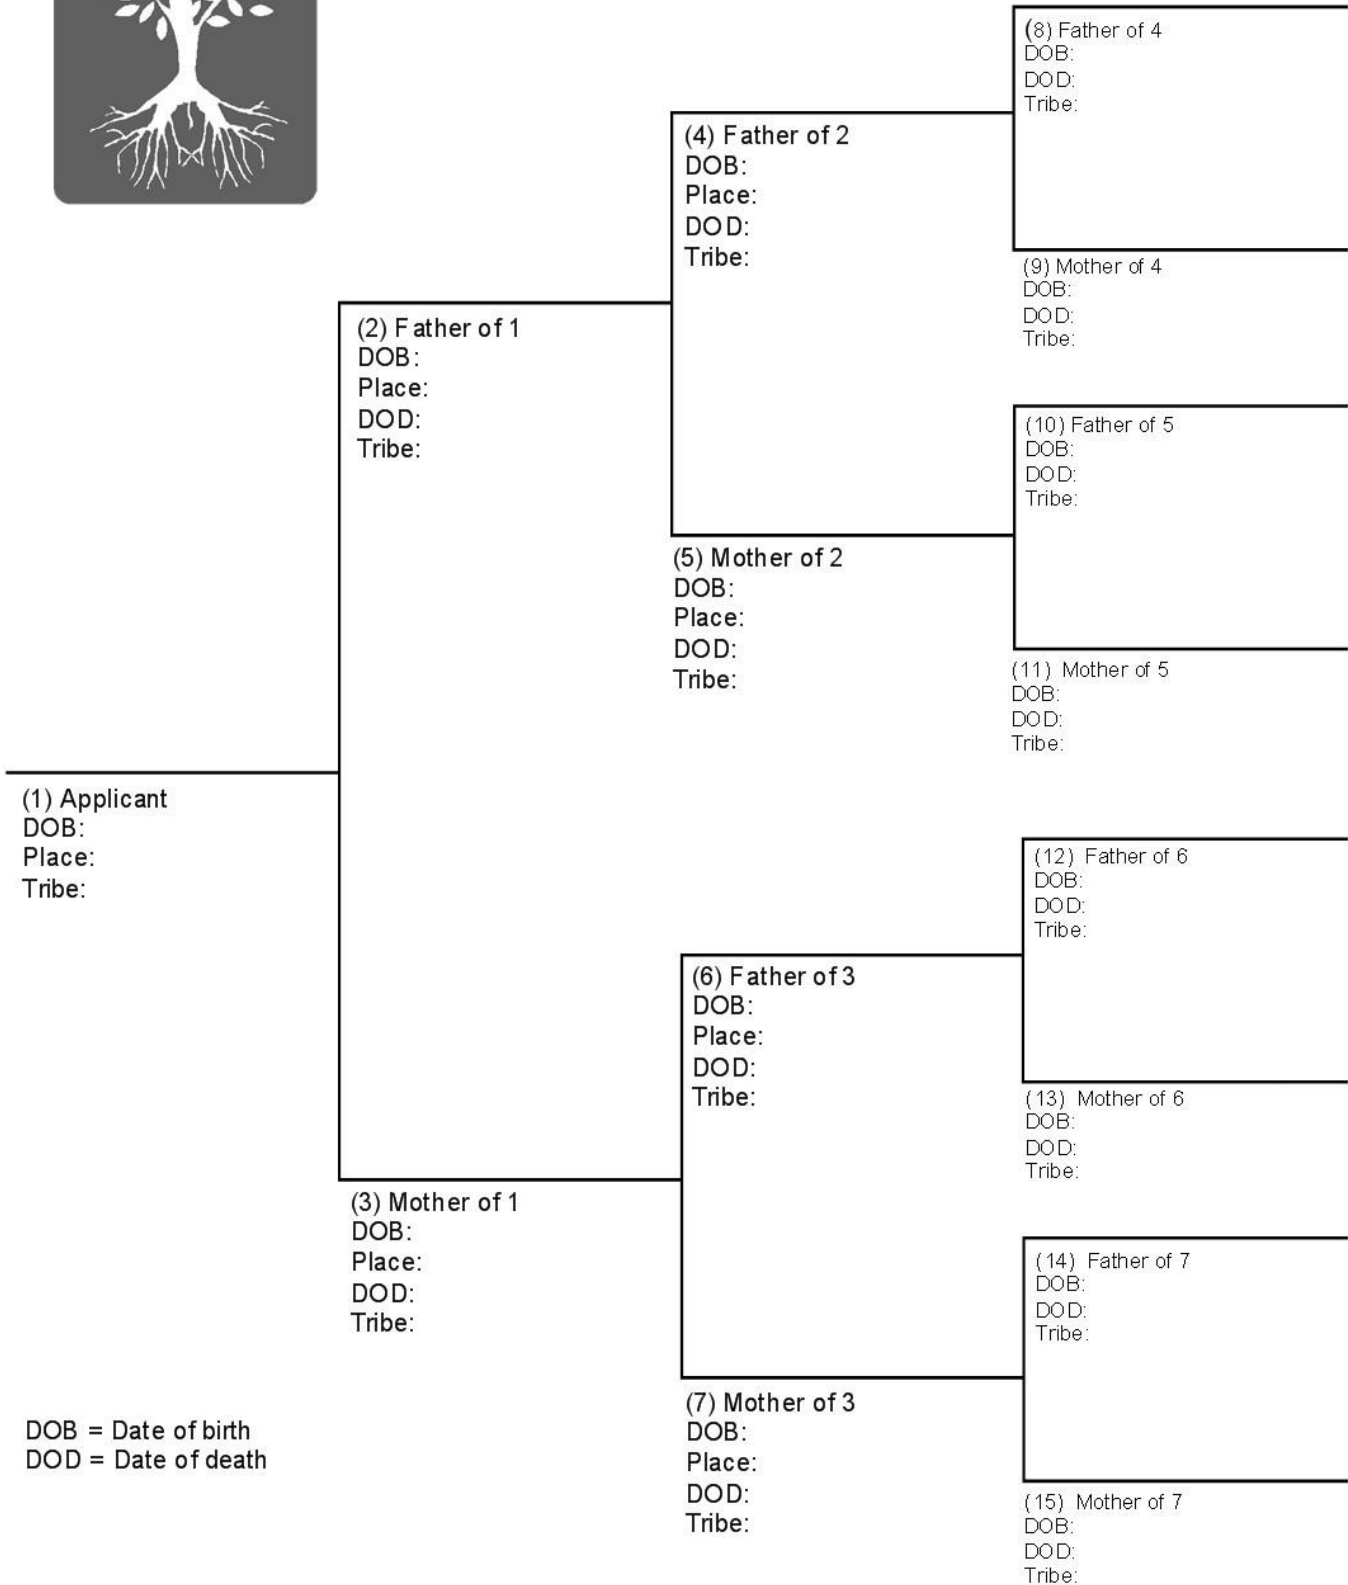 (8) Father of 4
DOB:
DOD:
Tribe:
(4) Father of 2
DOB:
Place:
DOD:
Tribe:
(9) Mother of 4
DOB:
DOD:
Tribe:
(2) Father of 1
DOB:
Place:
DOD:
Tribe:
(10) Father of 5
DOB:
DOD:
Tribe:
(5) Mother of 2
DOB:
Place:
DOD:
Tribe:
(11) Mother of 5
DOB:
DOD:
Tribe:
(1) Applicant
DOB:
Place:
Tribe:
(12) Father of 6
DOB:
DOD:
Tribe:
(6) Father of 3
DOB:
Place:
DOD:
Tribe:
(13) Mother of 6
DOB:
DOD:
Tribe:
(3) Mother of 1
DOB:
Place:
DOD:
Tribe:
(14) Father of 7
DOB:
DOD:
Tribe:
(7) Mother of 3
DOB:
Place:
DOD:
Tribe:
(15) Mother of 7
DOB:
DOD:
Tribe:
DOB = Date of birth
DOD = Date of death